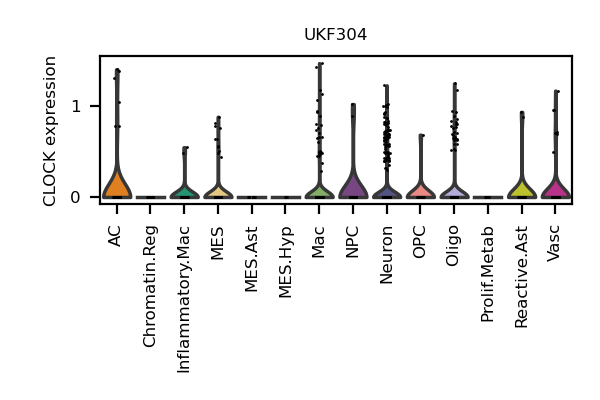 UKF304
CLOCK expression
1
0
AC
Chromatin.Reg
Inflammatory.Mac
MES
MES.Ast
MES.Hyp
Mac
NPC
Neuron
OPC
Oligo
Prolif.Metab
Reactive.Ast
Vasc